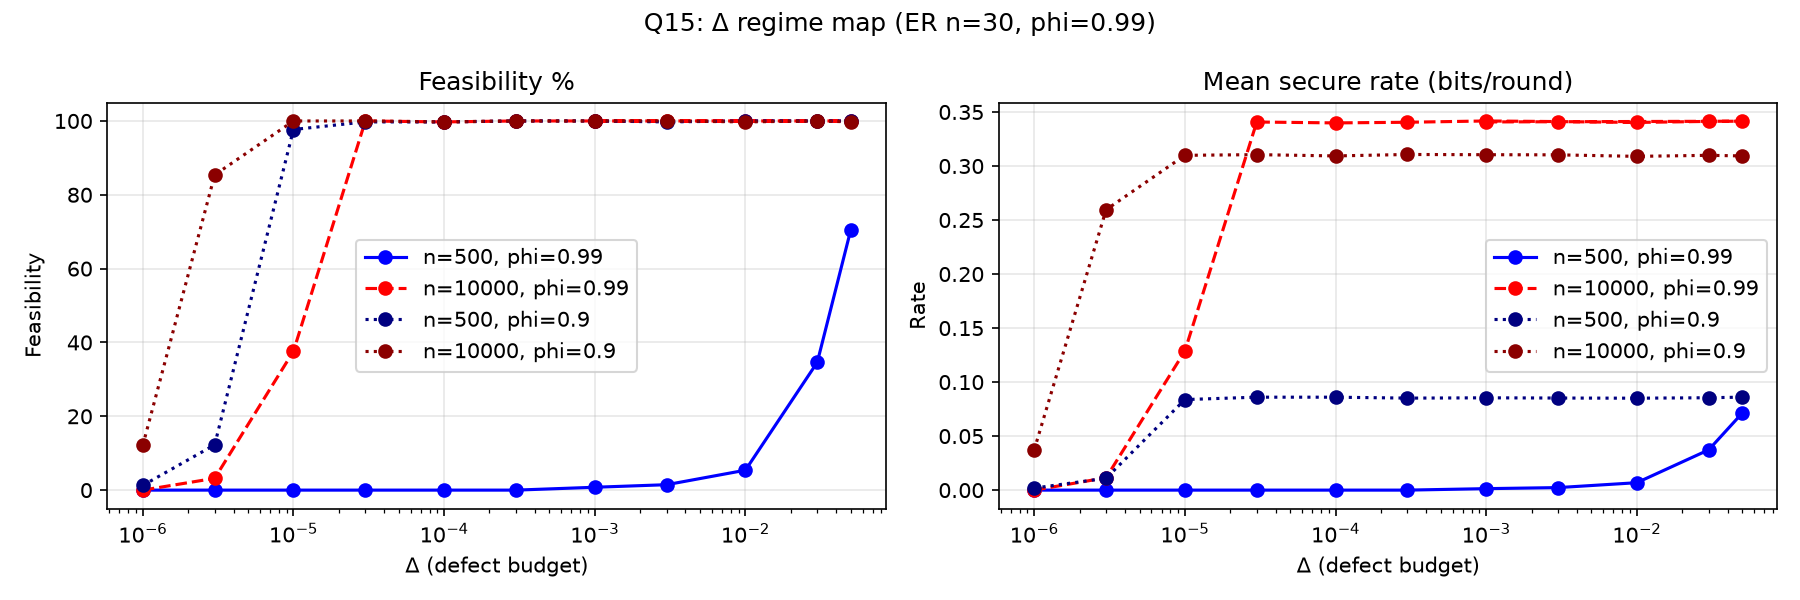 Q15: Δ regime map (ER n=30, phi=0.99)
Feasibility %
Feasibility
100
80
60
40
20
0
n=500, phi=0.99
n=10000, phi=0.99
n=500, phi=0.9
n=10000, phi=0.9
10⁻⁶ 10⁻⁵ 10⁻⁴ 10⁻³ 10⁻²
Δ (defect budget)
Mean secure rate (bits/round)
Rate
0.35
0.30
0.25
0.20
0.15
0.10
0.05
0.00
n=500, phi=0.99
n=10000, phi=0.99
n=500, phi=0.9
n=10000, phi=0.9
10⁻⁶ 10⁻⁵ 10⁻⁴ 10⁻³ 10⁻²
Δ (defect budget)